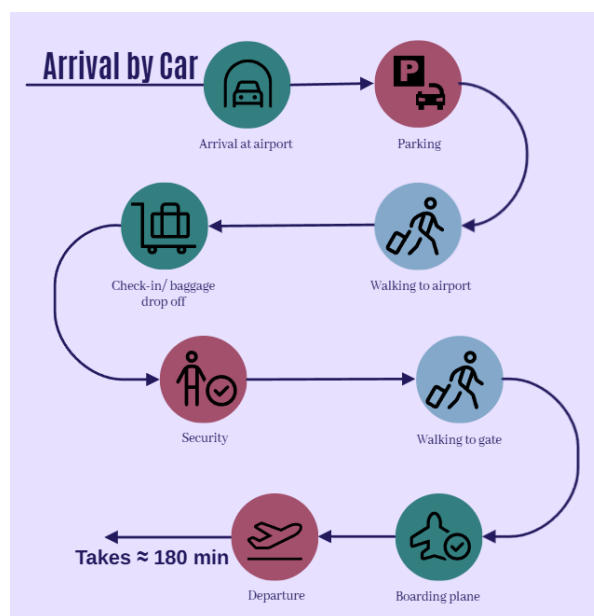 Arrival by Car
P
Arrival at airport
Parking
Walking to airport
Check-in/ baggage
drop off
Security
Walking to gate
Boarding plane
Departure
Takes ≈ 180 min